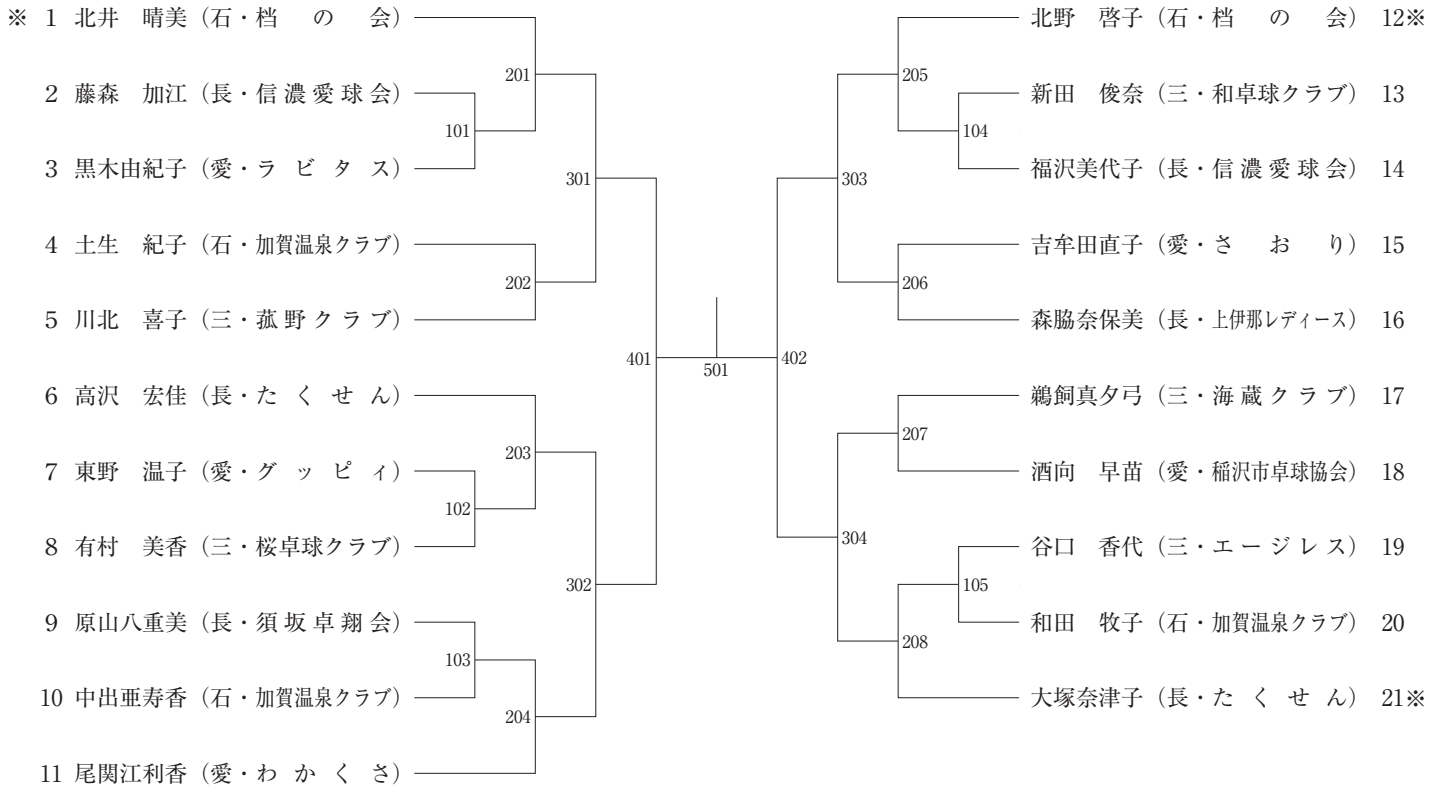 ※ 1 北井　晴美（石・档の会）
201
2 藤森　加江（長・信濃愛球会）
101
3 黒木由紀子（愛・ラビタス）
301
4 土生　紀子（石・加賀温泉クラブ）
202
5 川北　喜子（三・菰野クラブ）
401
6 高沢　宏佳（長・たくせん）
203
7 東野　温子（愛・グッピィ）
102
8 有村　美香（三・桜卓球クラブ）
302
9 原山八重美（長・須坂卓翔会）
103
10 中出亜寿香（石・加賀温泉クラブ）
204
11 尾関江利香（愛・わかくさ）
501
北野　啓子（石・档の会） 12※
205
新田　俊奈（三・和卓球クラブ） 13
104
福沢美代子（長・信濃愛球会） 14
303
吉牟田直子（愛・さおり） 15
206
森脇奈保美（長・上伊那レディース） 16
402
鵜飼真夕弓（三・海蔵クラブ） 17
207
酒向　早苗（愛・稲沢市卓球協会） 18
304
谷口　香代（三・エージレス） 19
105
和田　牧子（石・加賀温泉クラブ） 20
208
大塚奈津子（長・たくせん） 21※